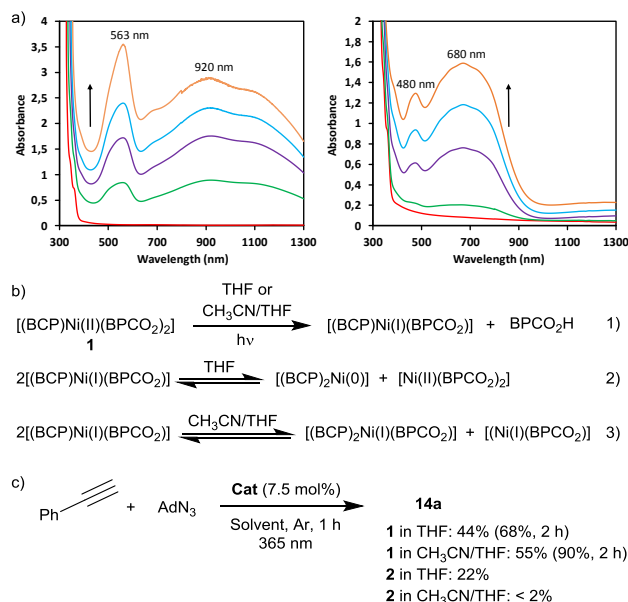 a)
4
3,5
3
2,5
2
1,5
1
0,5
0
Absorbance
563 nm
920 nm
300 500 700 900 1100 1300
Wavelength (nm)
2
1,8
1,6
1,4
1,2
1
0,8
0,6
0,4
0,2
0
Absorbance
680 nm
480 nm
300 500 700 900 1100 1300
Wavelength (nm)
b)
THF or
CH₃CN/THF
[(BCP)Ni(II)(BPCO₂)₂] hν [(BCP)Ni(I)(BPCO₂)] + BPCO₂H 1)
1
THF
2[(BCP)Ni(I)(BPCO₂)] [(BCP)₂Ni(0)] + [Ni(II)(BPCO₂)₂] 2)
CH₃CN/THF
2[(BCP)Ni(I)(BPCO₂)] [(BCP)₂Ni(I)(BPCO₂)] + [(Ni(I)(BPCO₂)] 3)
c)
Cat (7.5 mol%)
Ph + AdN₃ 14a
Solvent, Ar, 1 h
365 nm
1 in THF: 44% (68%, 2 h)
1 in CH₃CN/THF: 55% (90%, 2 h)
2 in THF: 22%
2 in CH₃CN/THF: < 2%